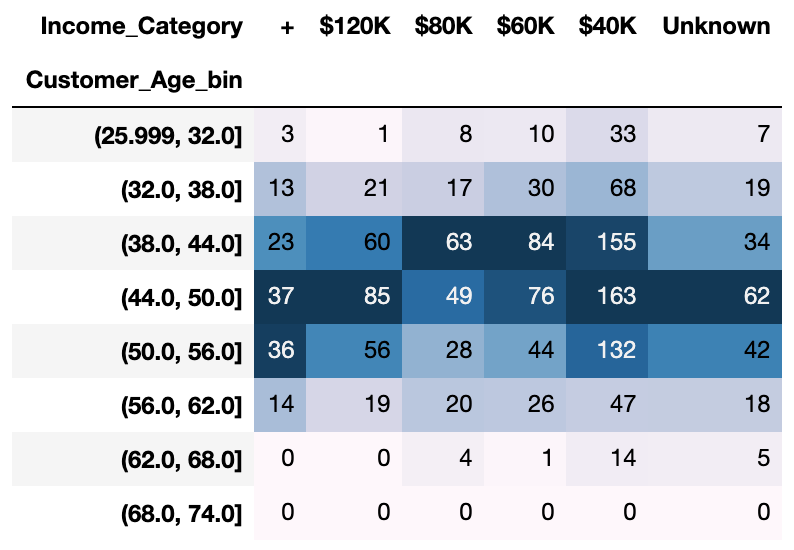 Income_Category + $120K $80K $60K $40K Unknown
Customer_Age_bin
(25.999, 32.0] 3 1 8 10 33 7
(32.0, 38.0] 13 21 17 30 68 19
(38.0, 44.0] 23 60 63 84 155 34
(44.0, 50.0] 37 85 49 76 163 62
(50.0, 56.0] 36 56 28 44 132 42
(56.0, 62.0] 14 19 20 26 47 18
(62.0, 68.0] 0 0 4 1 14 5
(68.0, 74.0] 0 0 0 0 0 0